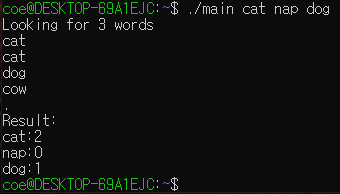 coe@DESKTOP-69A1EJC:~$ ./main cat nap dog
Looking for 3 words
cat
cat
dog
cow
.
Result:
cat:2
nap:0
dog:1
coe@DESKTOP-69A1EJC:~$